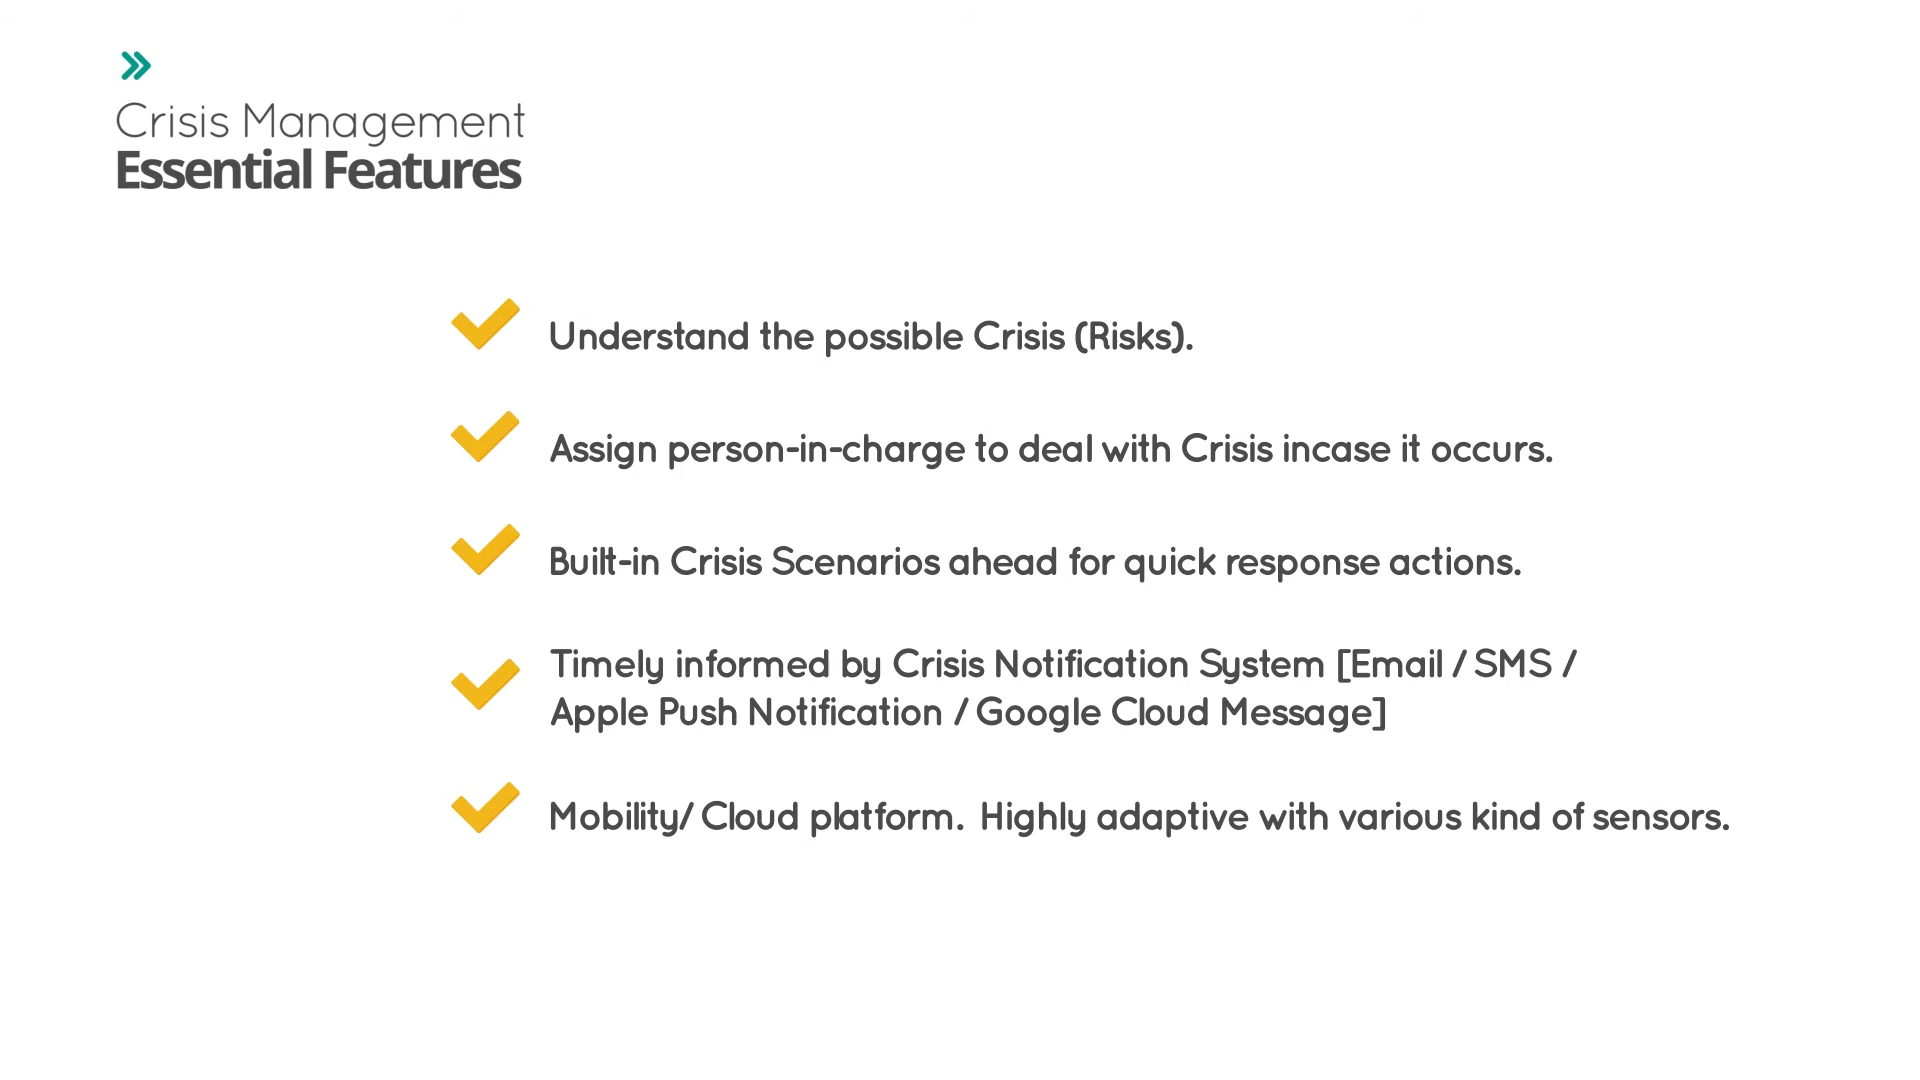 Crisis Management
Essential Features
Understand the possible Crisis (Risks).
Assign person-in-charge to deal with Crisis incase it occurs.
Built-in Crisis Scenarios ahead for quick response actions.
Timely informed by Crisis Notification System [Email / SMS /
Apple Push Notification / Google Cloud Message]
Mobility/ Cloud platform. Highly adaptive with various kind of sensors.